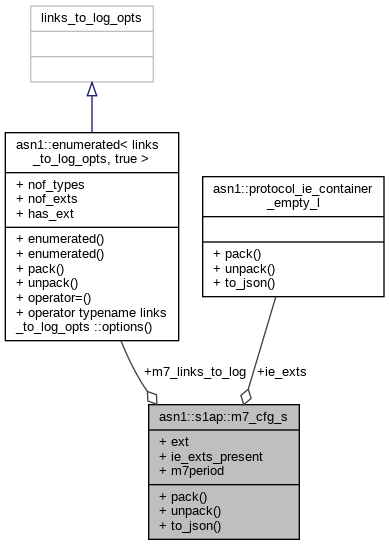 links_to_log_opts
asn1::enumerated< links
_to_log_opts, true >
+ nof_types
+ nof_exts
+ has_ext
+ enumerated()
+ enumerated()
+ pack()
+ unpack()
+ operator=()
+ operator typename links
_to_log_opts ::options()
asn1::protocol_ie_container
_empty_l
+ pack()
+ unpack()
+ to_json()
+m7_links_to_log
+ie_exts
asn1::s1ap::m7_cfg_s
+ ext
+ ie_exts_present
+ m7period
+ pack()
+ unpack()
+ to_json()